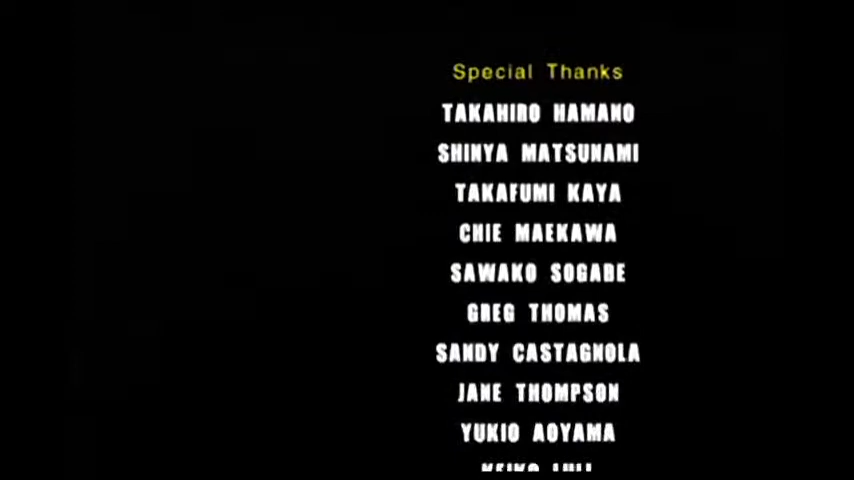 Special Thanks
TAKAHIRO HAMANO
SHINYA MATSUNAMI
TAKAFUMI KAYA
CHIE MAEKAWA
SAWAKO SOGABE
GREG THOMAS
SANDY CASTAGNOLA
JANE THOMPSON
YUKIO AOYAMA
KEIKO